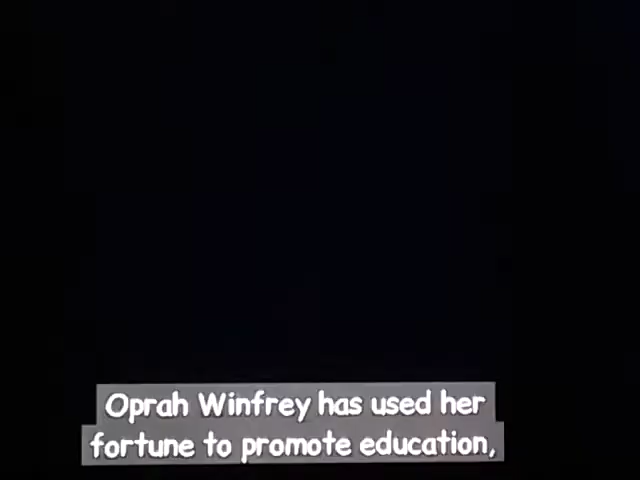 Oprah Winfrey has used her
fortune to promote education,